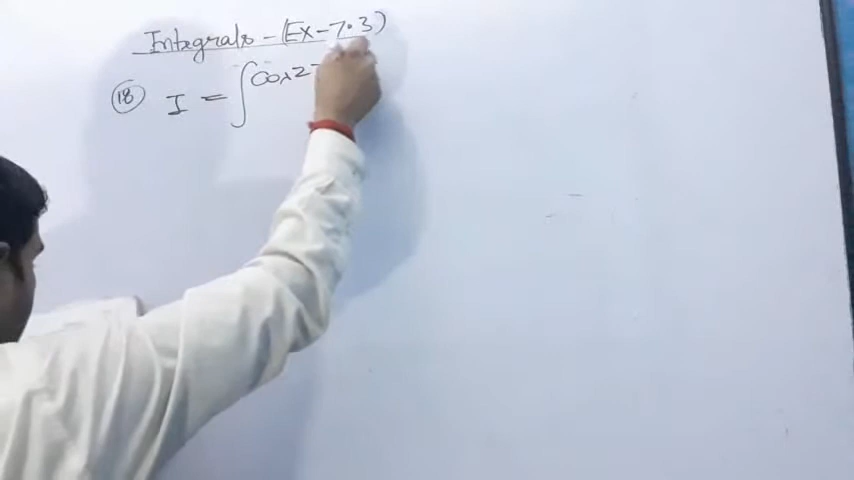 Integrals - (Ex - 7.3)
(18) I = ∫ Cos2